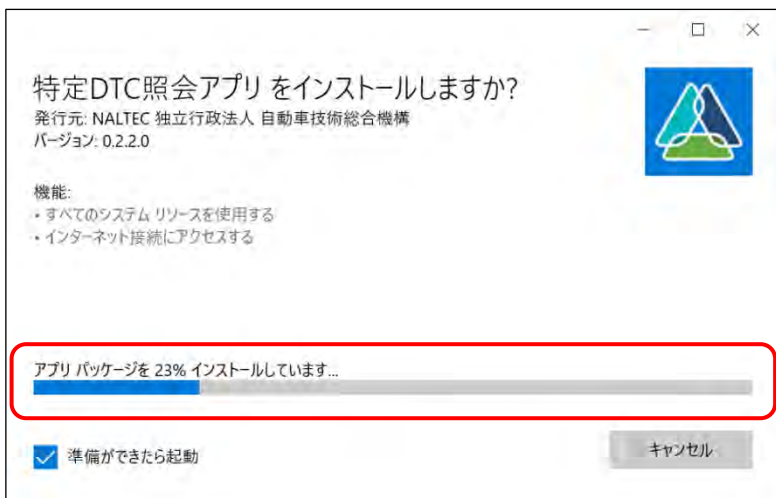 特定DTC照会アプリ をインストールしますか?
発行元: NALTEC 独立行政法人 自動車技術総合機構
バージョン: 0.2.2.0
機能:
・すべてのシステム リソースを使用する
・インターネット接続にアクセスする
アプリ パッケージを 23% インストールしています...
準備ができたら起動
キャンセル